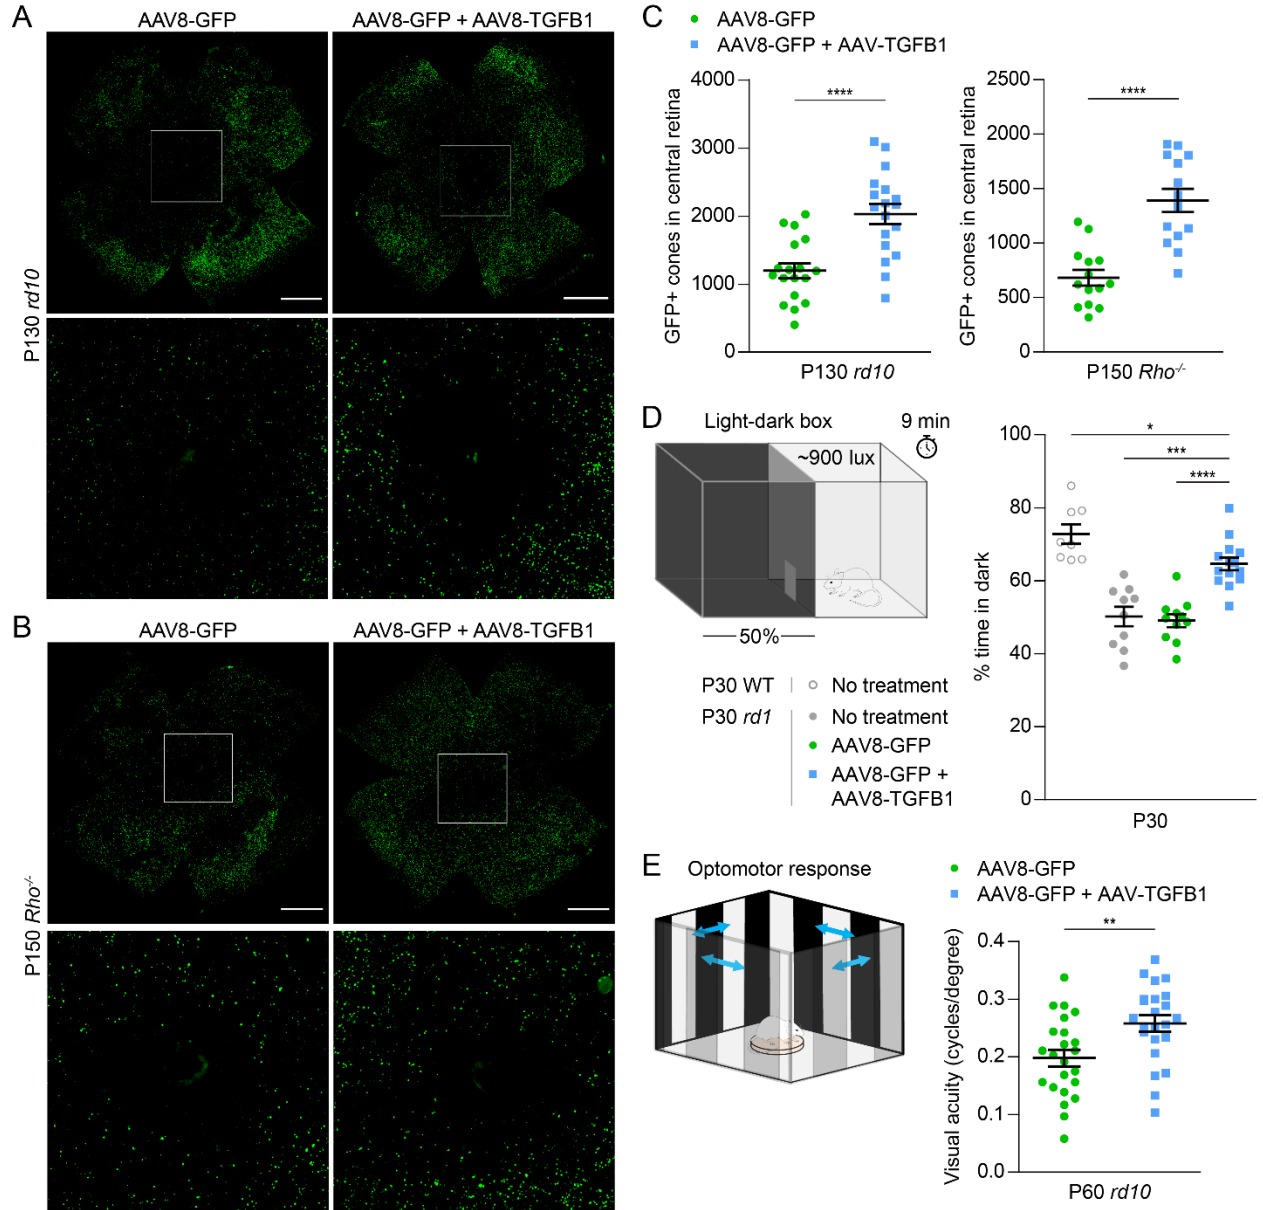 A
AAV8-GFP
AAV8-GFP + AAV8-TGFB1
P130 rd10
B
AAV8-GFP
AAV8-GFP + AAV8-TGFB1
P150 Rho-/-
C
AAV8-GFP
AAV8-GFP + AAV-TGFB1
GFP+ cones in central retina
4000
3000
2000
1000
0
****
P130 rd10
GFP+ cones in central retina
2500
2000
1500
1000
500
0
****
P150 Rho-/-
D
Light-dark box
9 min
~900 lux
50%
P30 WT
No treatment
P30 rd1
No treatment
AAV8-GFP
AAV8-GFP +
AAV8-TGFB1
% time in dark
100
80
60
40
20
0
*
***
****
P30
E
Optomotor response
AAV8-GFP
AAV8-GFP + AAV-TGFB1
Visual acuity (cycles/degree)
0.4
0.3
0.2
0.1
0.0
**
P60 rd10